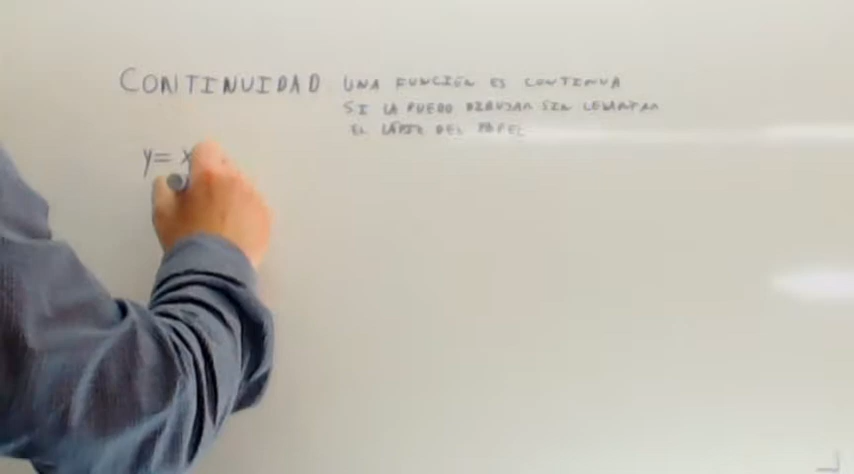 CONTINUIDAD UNA FUNCIÓN ES CONTINUA
SI LA PUEDO DIBUJAR SIN LEVANTAR
EL LÁPIZ DEL PAPEL
y = x